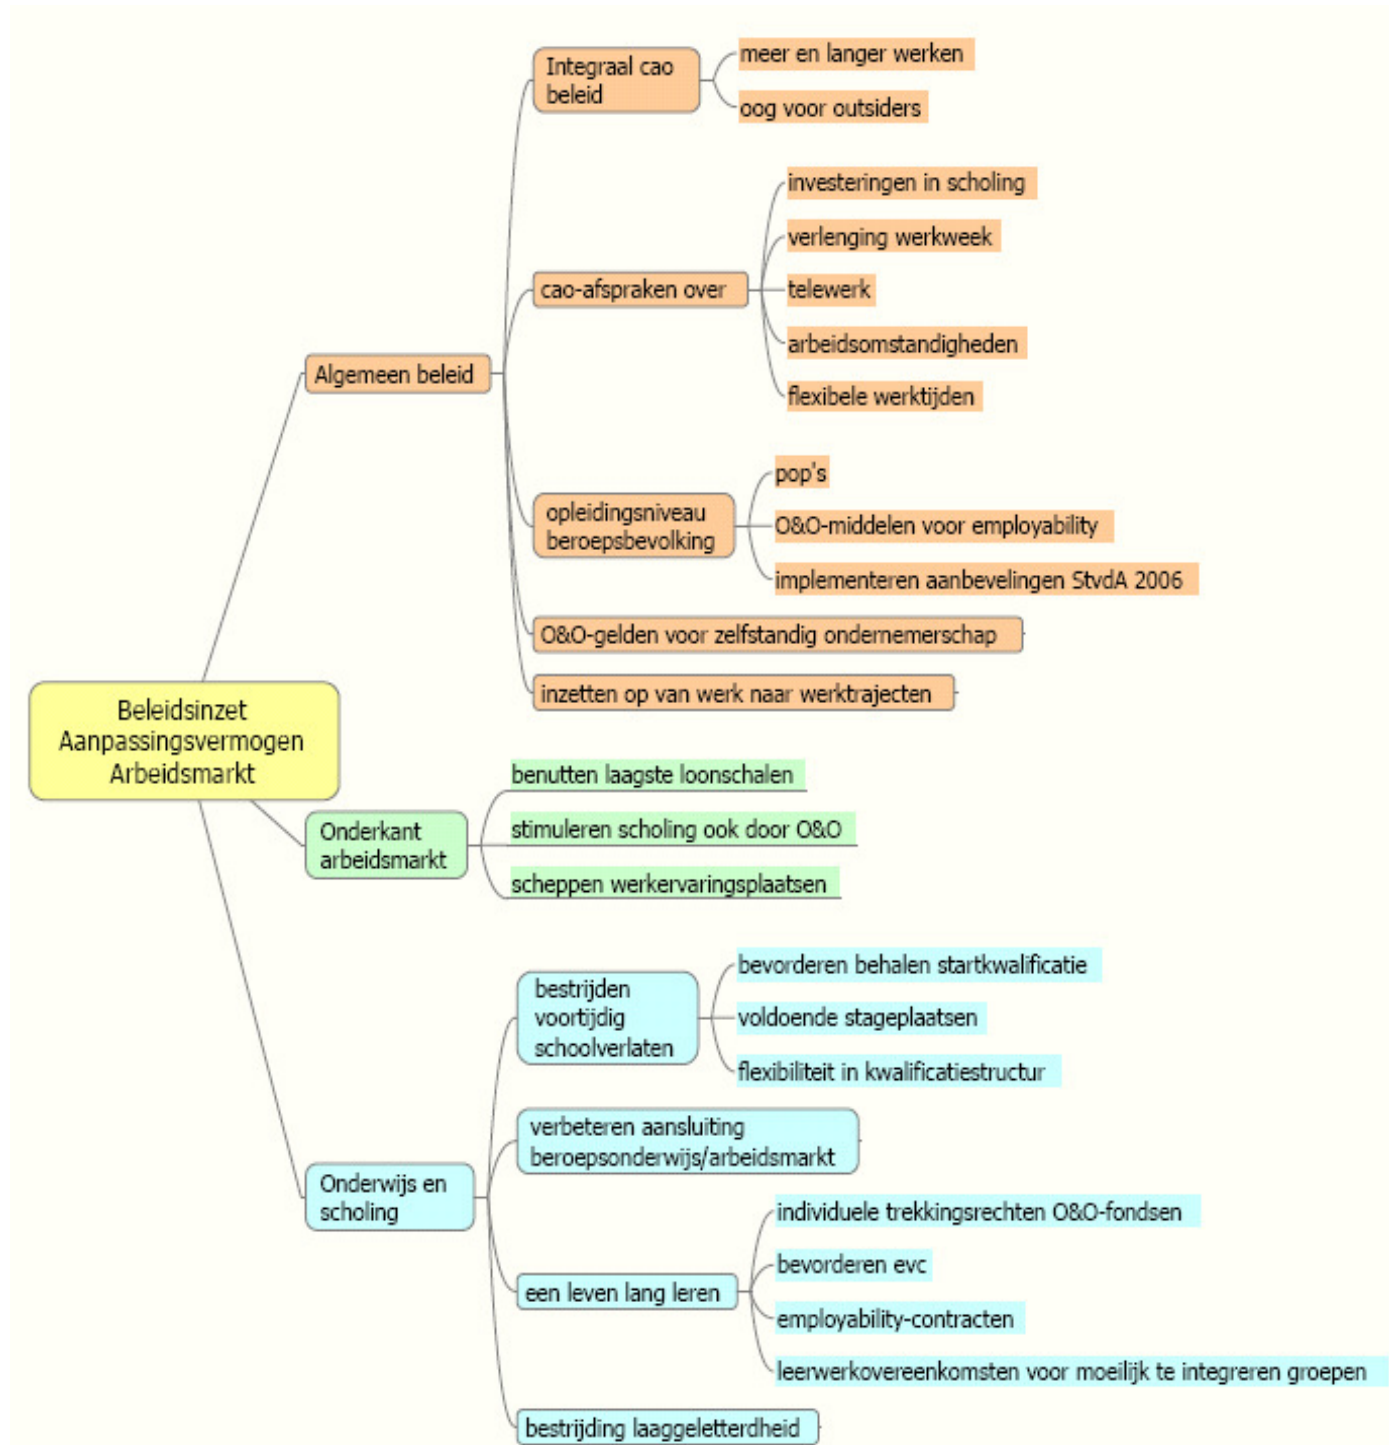 Integraal cao
beleid
meer en langer werken
oog voor outsiders
investeringen in scholing
verlenging werkweek
cao-afspraken over
telewerk
arbeidsomstandigheden
flexibele werktijden
Algemeen beleid
pop's
opleidingsniveau
beroepsbevolking
O&O-middelen voor employability
implementeren aanbevelingen StvdA 2006
O&O-gelden voor zelfstandig ondernemerschap
inzetten op van werk naar werktrajecten
Beleidsinzet
Aanpassingsvermogen
Arbeidsmarkt
benutten laagste loonschalen
Onderkant
arbeidsmarkt
stimuleren scholing ook door O&O
scheppen werkervaringsplaatsen
bestrijden
voortijdig
schoolverlaten
bevorderen behalen startkwalificatie
voldoende stageplaatsen
flexibiliteit in kwalificatiestructur
verbeteren aansluiting
beroepsonderwijs/arbeidsmarkt
Onderwijs en
scholing
individuele trekkingsrechten O&O-fondsen
bevorderen evc
een leven lang leren
employability-contracten
leerwerkovereenkomsten voor moeilijk te integreren groepen
bestrijding laaggeletterdheid